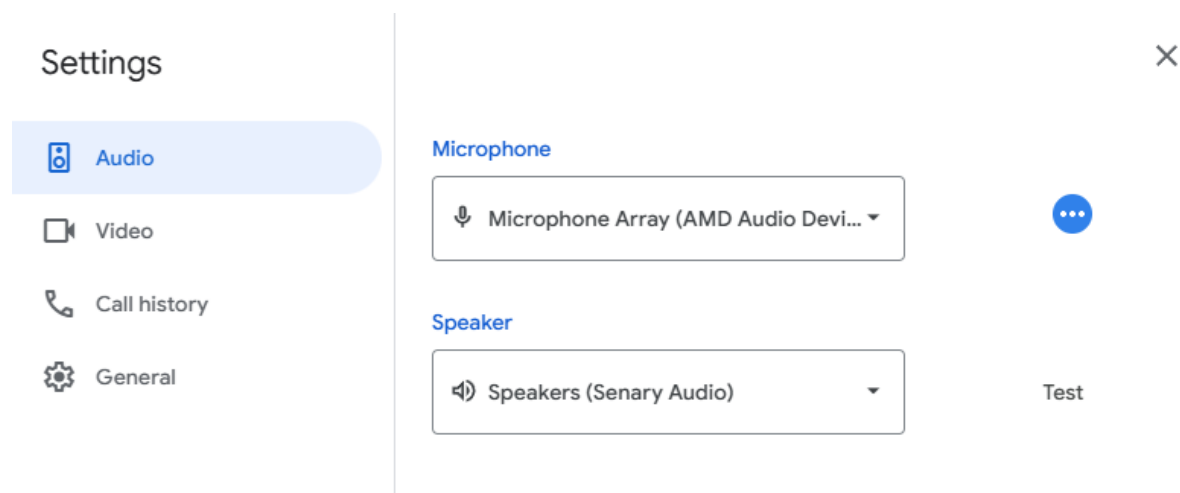 Settings
Audio
Video
Call history
General
Microphone
Microphone Array (AMD Audio Devi...
Speaker
Speakers (Senary Audio)
Test